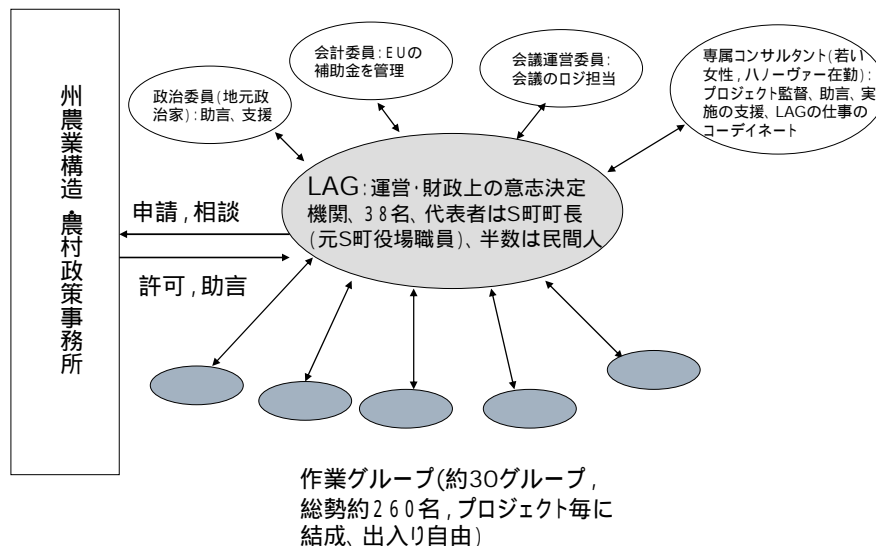 会計委員:EUの
補助金を管理
会議運営委員:
会議のロジ担当
専属コンサルタント(若い
女性,ハノーヴァー在勤):
プロジェクト監督、助言、実
施の支援、LAGの仕事の
コーデイネート
政治委員(地元政
治家):助言、支援
州農業構造・農村政策事務所
LAG:運営・財政上の意志決定
機関、38名、代表者はS町町長
(元S町役場職員)、半数は民間人
申請,相談
許可,助言
作業グループ(約30グループ,
総勢約260名,プロジェクト毎に
結成、出入り自由)